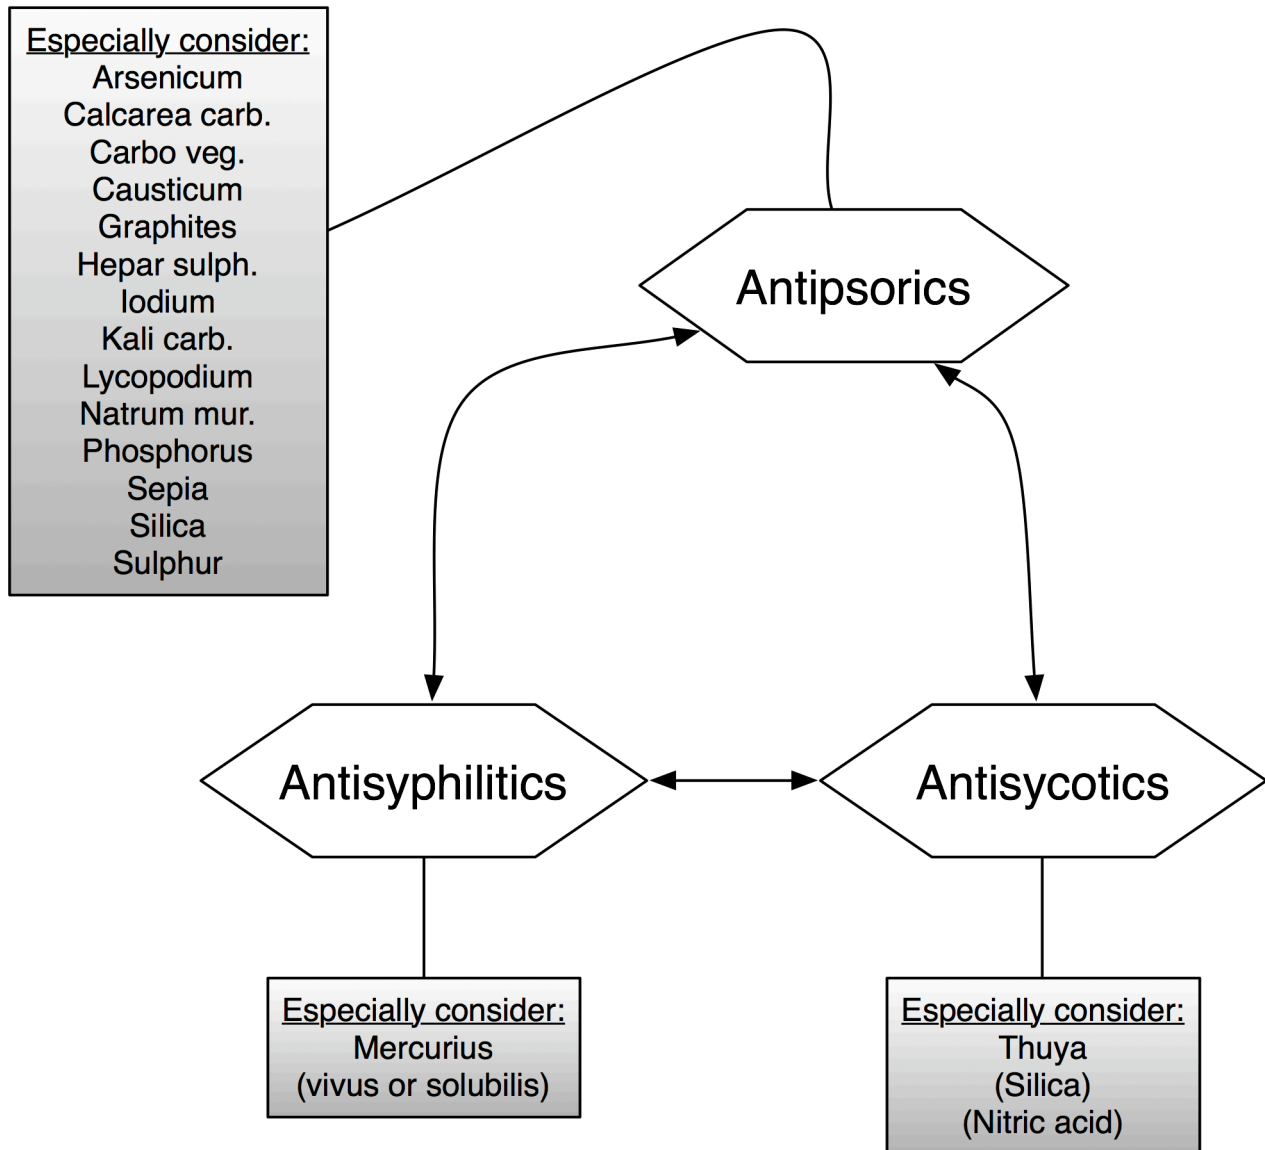 Especially consider:
Arsenicum
Calcarea carb.
Carbo veg.
Causticum
Graphites
Hepar sulph.
Iodium
Kali carb.
Lycopodium
Natrum mur.
Phosphorus
Sepia
Silica
Sulphur
Antipsorics
Antisyphilitics
Antisycotics
Especially consider:
Mercurius
(vivus or solubilis)
Especially consider:
Thuya
(Silica)
(Nitric acid)